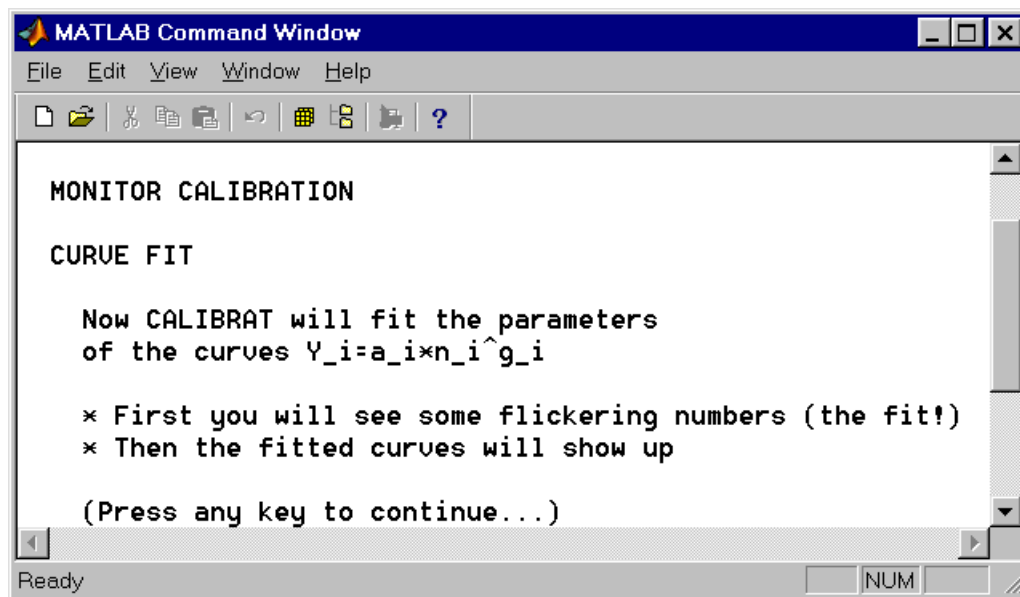 MATLAB Command Window
File Edit View Window Help
?
MONITOR CALIBRATION
CURVE FIT
Now CALIBRAT will fit the parameters
of the curves Y_i=a_i*n_i^g_i
* First you will see some flickering numbers (the fit!)
* Then the fitted curves will show up
(Press any key to continue...)
Ready NUM